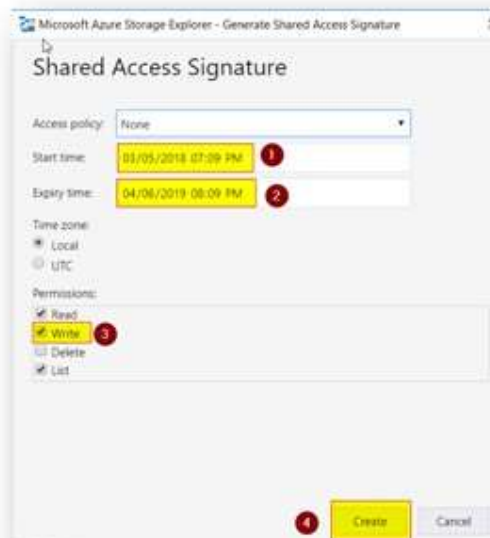 Microsoft Azure Storage Explorer - Generate Shared Access Signature
Shared Access Signature
Access policy: None
Start time: 03/05/2018 07:09 PM 1
Expiry time: 04/06/2019 08:09 PM 2
Time zone:
Local
UTC
Permissions:
Read
Write 3
Delete
List
4 Create Cancel